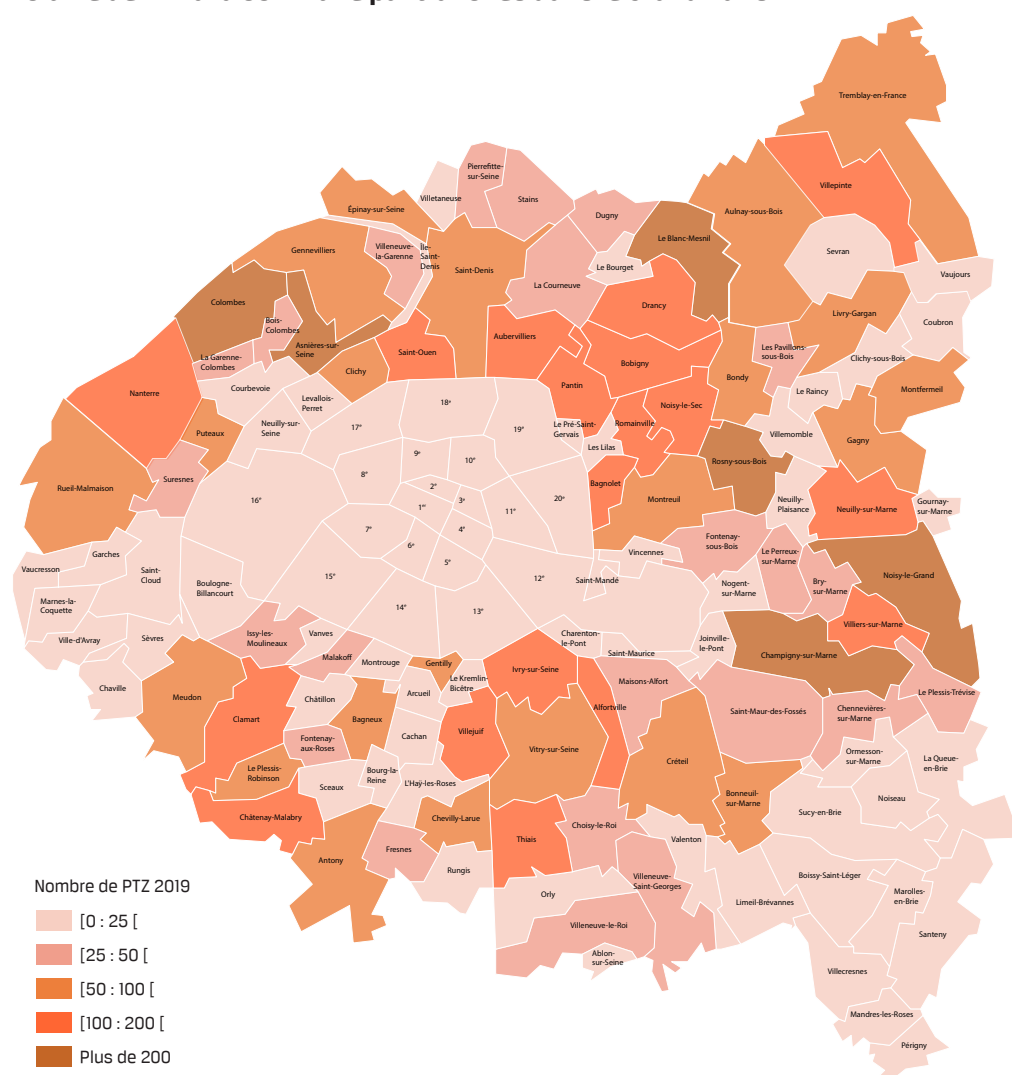 Tremblay-en-France
Villepinte
Pierrefitte-
sur-Seine
Villetaneuse
Stains
Épinay-sur-Seine
Dugny
Aulnay-sous-Bois
Le Blanc-Mesnil
Gennevilliers
Villeneuve-
la-Garenne
Île-
Saint-
Denis
Saint-Denis
Le Bourget
Sevran
Vaujours
La Courneuve
Colombes
Drancy
Livry-Gargan
Coubron
Bois-
Colombes
Asnières-sur-
Seine
Saint-Ouen
Aubervilliers
Les Pavillons-
sous-Bois
Clichy-sous-Bois
La Garenne-
Colombes
Clichy
Bobigny
Bondy
Nanterre
Courbevoie
Levallois-
Perret
Pantin
Le Raincy
Montfermeil
Neuilly-sur-
Seine
18e
Noisy-le-Sec
Puteaux
17e
19e
Le Pré-Saint-
Gervais
Romainville
Villemomble
Gagny
Les Lilas
9e
10e
8e
Rosny-sous-Bois
Suresnes
Rueil-Malmaison
2e
Bagnolet
16e
3e
20e
Montreuil
1er
11e
Neuilly-
Plaisance
Neuilly-sur-Marne
Gournay-
sur-Marne
7e
4e
6e
Fontenay-
sous-Bois
Garches
Vincennes
Le Perreux-
sur-Marne
5e
Vaucresson
Saint-
Cloud
15e
12e
Saint-Mandé
Noisy-le-Grand
Boulogne-
Billancourt
Nogent-
sur-Marne
Bry-
sur-Marne
Marnes-la-
Coquette
14e
13e
Villiers-sur-Marne
Ville-d'Avray
Sèvres
Issy-les-
Moulineaux
Vanves
Charenton-
le-Pont
Joinville-
le-Pont
Saint-Maurice
Malakoff
Montrouge
Gentilly
Champigny-sur-Marne
Ivry-sur-Seine
Le Kremlin-
Bicêtre
Maisons-Alfort
Chaville
Meudon
Châtillon
Arcueil
Le Plessis-Trévise
Alfortville
Saint-Maur-des-Fossés
Chennevières-
sur-Marne
Clamart
Bagneux
Villejuif
Cachan
Fontenay-
aux-Roses
Vitry-sur-Seine
Ormesson-
sur-Marne
La Queue-
en-Brie
Créteil
Le Plessis-
Robinson
Bourg-la-
Reine
Sceaux
L'Haÿ-les-Roses
Bonneuil-
sur-Marne
Noiseau
Sucy-en-Brie
Châtenay-Malabry
Chevilly-Larue
Choisy-le-Roi
Thiais
Valenton
Antony
Fresnes
Rungis
Villeneuve-
Saint-Georges
Boissy-Saint-Léger
Orly
Limeil-Brévannes
Marolles-
en-Brie
Villeneuve-le-Roi
Santeny
Ablon-
sur-Seine
Villecresnes
Mandres-les-Roses
Périgny
Nombre de PTZ 2019
[0 : 25 [
[25 : 50 [
[50 : 100 [
[100 : 200 [
Plus de 200